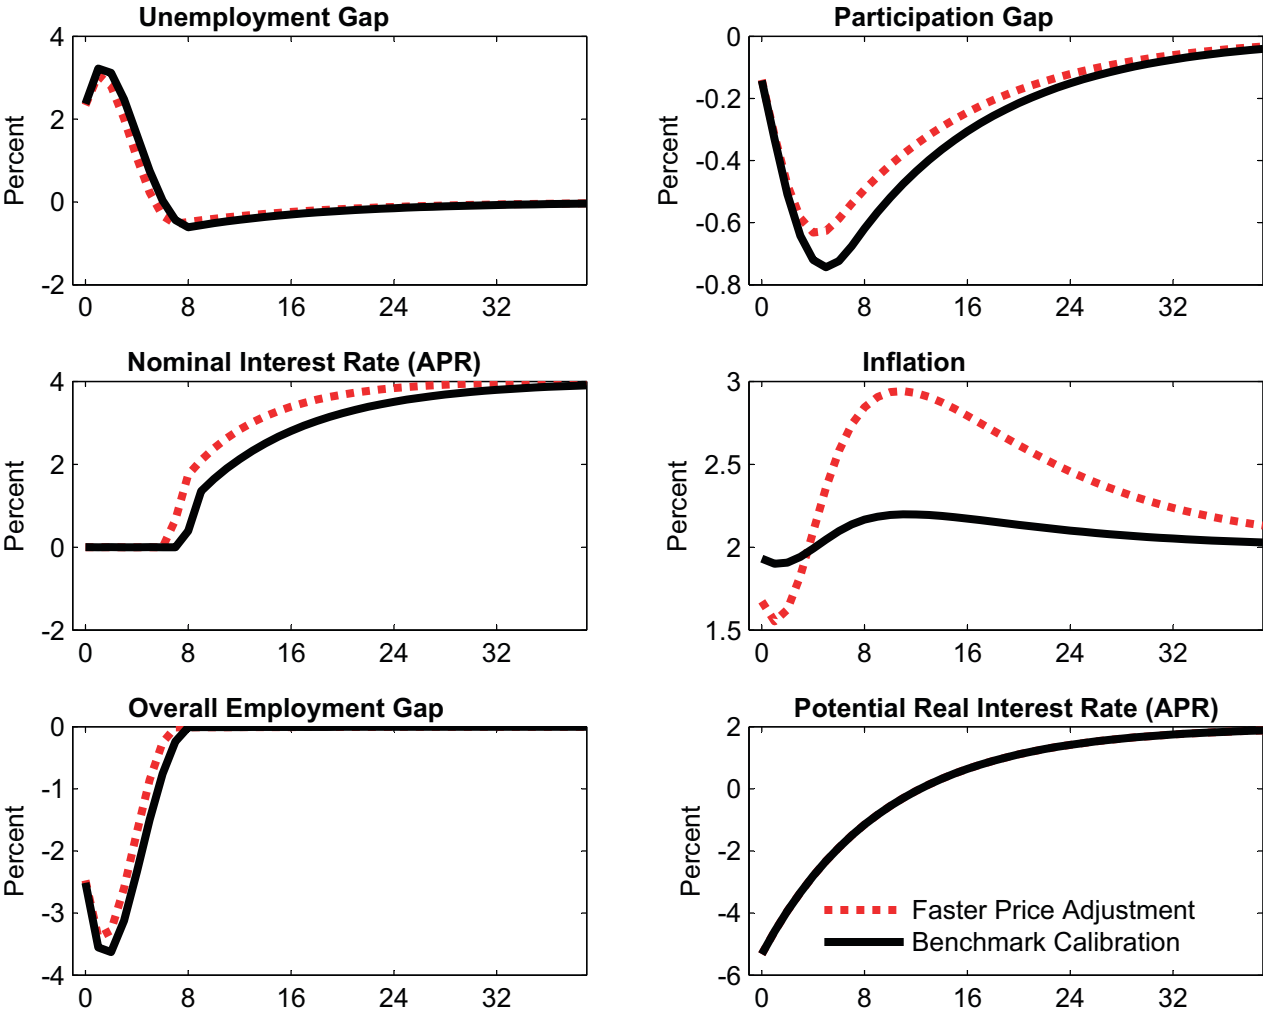 Unemployment Gap
Percent
4
2
0
-2
0 8 16 24 32
Participation Gap
Percent
0
-0.2
-0.4
-0.6
-0.8
0 8 16 24 32
Nominal Interest Rate (APR)
Percent
4
2
0
-2
0 8 16 24 32
Inflation
Percent
3
2.5
2
1.5
0 8 16 24 32
Overall Employment Gap
Percent
0
-1
-2
-3
-4
0 8 16 24 32
Potential Real Interest Rate (APR)
Percent
2
0
-2
-4
-6
Faster Price Adjustment
Benchmark Calibration
0 8 16 24 32